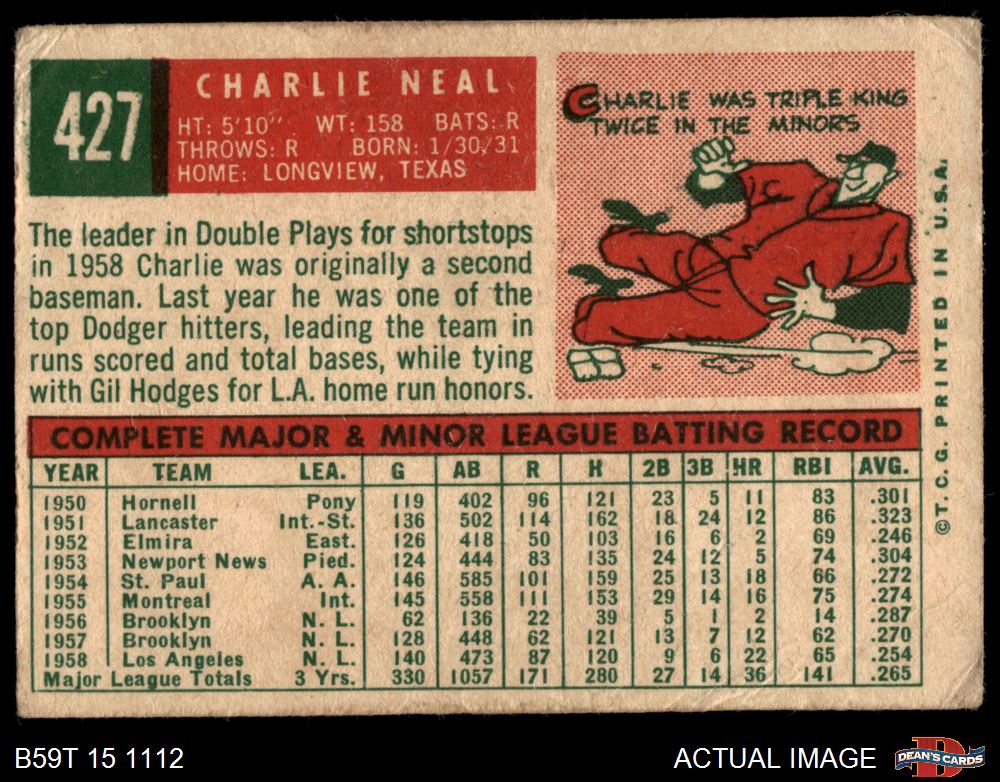 427
CHARLIE NEAL
HT: 5'10" WT: 158 BATS: R
THROWS: R BORN: 1/30/31
HOME: LONGVIEW, TEXAS
CHARLIE WAS TRIPLE KING
TWICE IN THE MINORS
The leader in Double Plays for shortstops
in 1958 Charlie was originally a second
baseman. Last year he was one of the
top Dodger hitters, leading the team in
runs scored and total bases, while tying
with Gil Hodges for L.A. home run honors.
COMPLETE MAJOR & MINOR LEAGUE BATTING RECORD
YEAR TEAM LEA. G AB R H 2B 3B HR RBI AVG.
1950 Hornell Pony 119 402 96 121 23 5 11 83 .301
1951 Lancaster Int.-St. 136 502 114 162 18 24 12 86 .323
1952 Elmira East. 126 418 50 103 16 6 2 69 .246
1953 Newport News Pied. 124 444 83 135 24 12 5 74 .304
1954 St. Paul A. A. 146 585 101 159 25 13 18 66 .272
1955 Montreal Int. 145 558 111 153 29 14 16 75 .274
1956 Brooklyn N. L. 62 136 22 39 5 1 2 14 .287
1957 Brooklyn N. L. 128 448 62 121 13 7 12 62 .270
1958 Los Angeles N. L. 140 473 87 120 9 6 22 65 .254
Major League Totals 3 Yrs. 330 1057 171 280 27 14 36 141 .265
©T. C. G. PRINTED IN U.S.A.
B59T 15 1112
ACTUAL IMAGE
D
DEAN'S CARDS